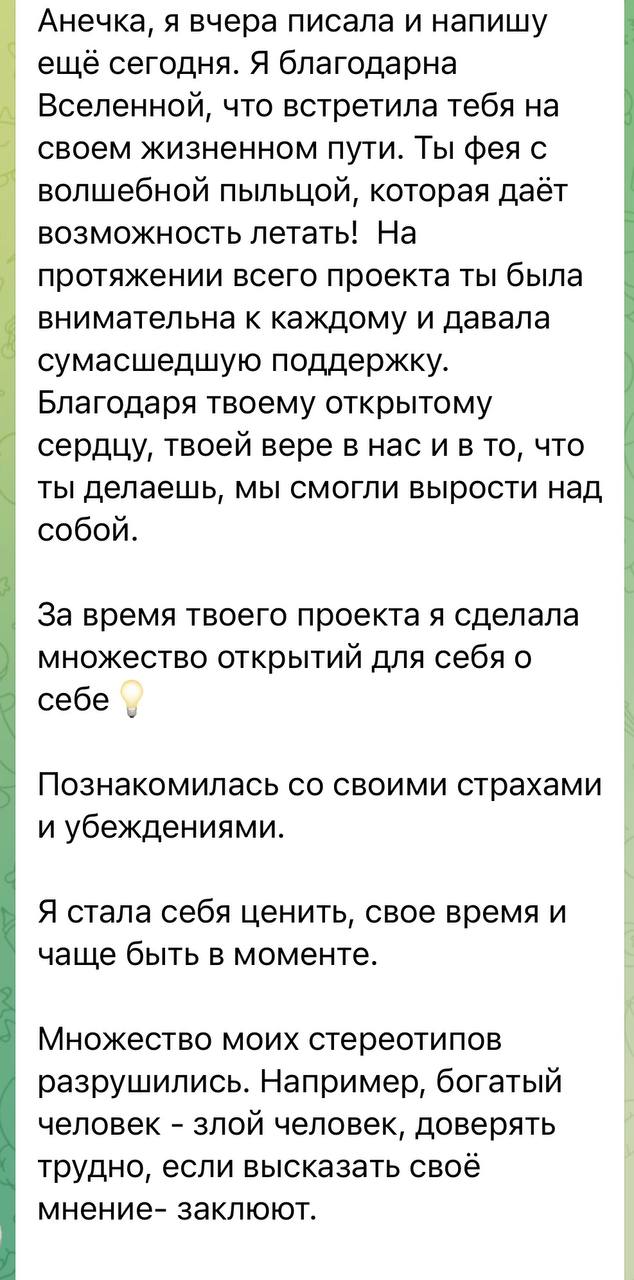 Анечка, я вчера писала и напишу
ещё сегодня. Я благодарна
Вселенной, что встретила тебя на
своем жизненном пути. Ты фея с
волшебной пыльцой, которая даёт
возможность летать!  На
протяжении всего проекта ты была
внимательна к каждому и давала
сумасшедшую поддержку.
Благодаря твоему открытому
сердцу, твоей вере в нас и в то, что
ты делаешь, мы смогли вырости над
собой.
За время твоего проекта я сделала
множество открытий для себя о
себе 💡
Познакомилась со своими страхами
и убеждениями.
Я стала себя ценить, свое время и
чаще быть в моменте.
Множество моих стереотипов
разрушились. Например, богатый
человек - злой человек, доверять
трудно, если высказать своё
мнение- заклюют.